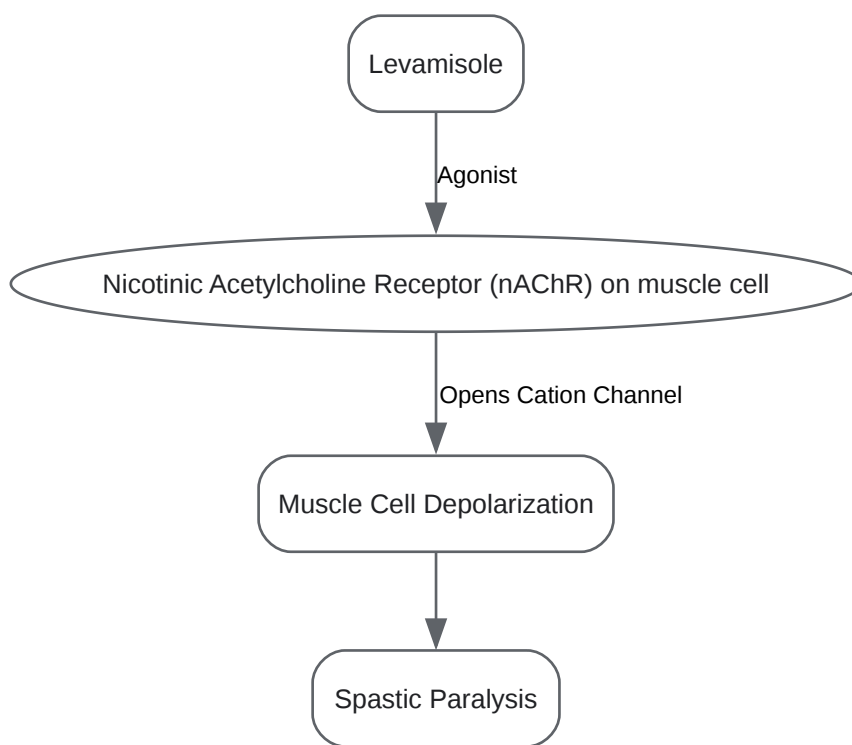 Levamisole
Agonist
Nicotinic Acetylcholine Receptor (nAChR) on muscle cell
Opens Cation Channel
Muscle Cell Depolarization
Spastic Paralysis